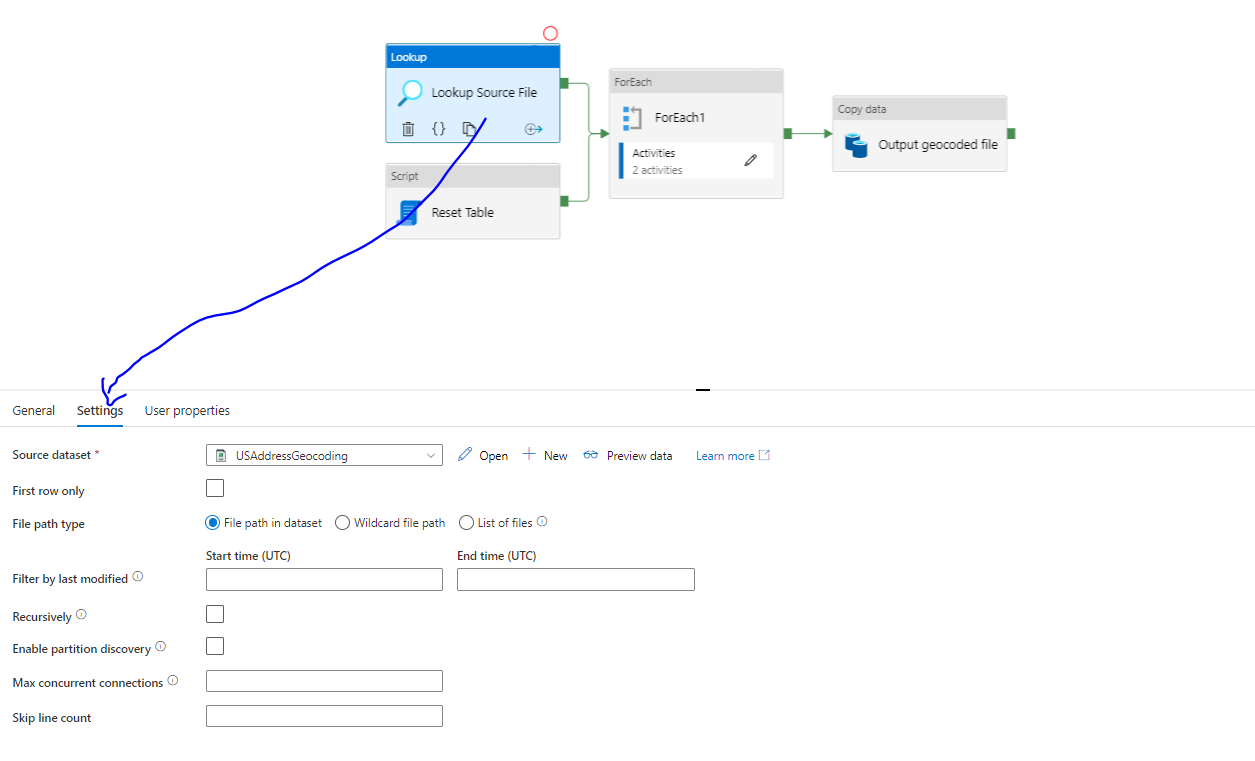 Lookup
Lookup Source File
{}
Script
Reset Table
ForEach
ForEach1
Activities
2 activities
Copy data
Output geocoded file
General Settings User properties
Source dataset * USAddressGeocoding Open New Preview data Learn more
First row only
File path type File path in dataset Wildcard file path List of files
Start time (UTC) End time (UTC)
Filter by last modified
Recursively
Enable partition discovery
Max concurrent connections
Skip line count